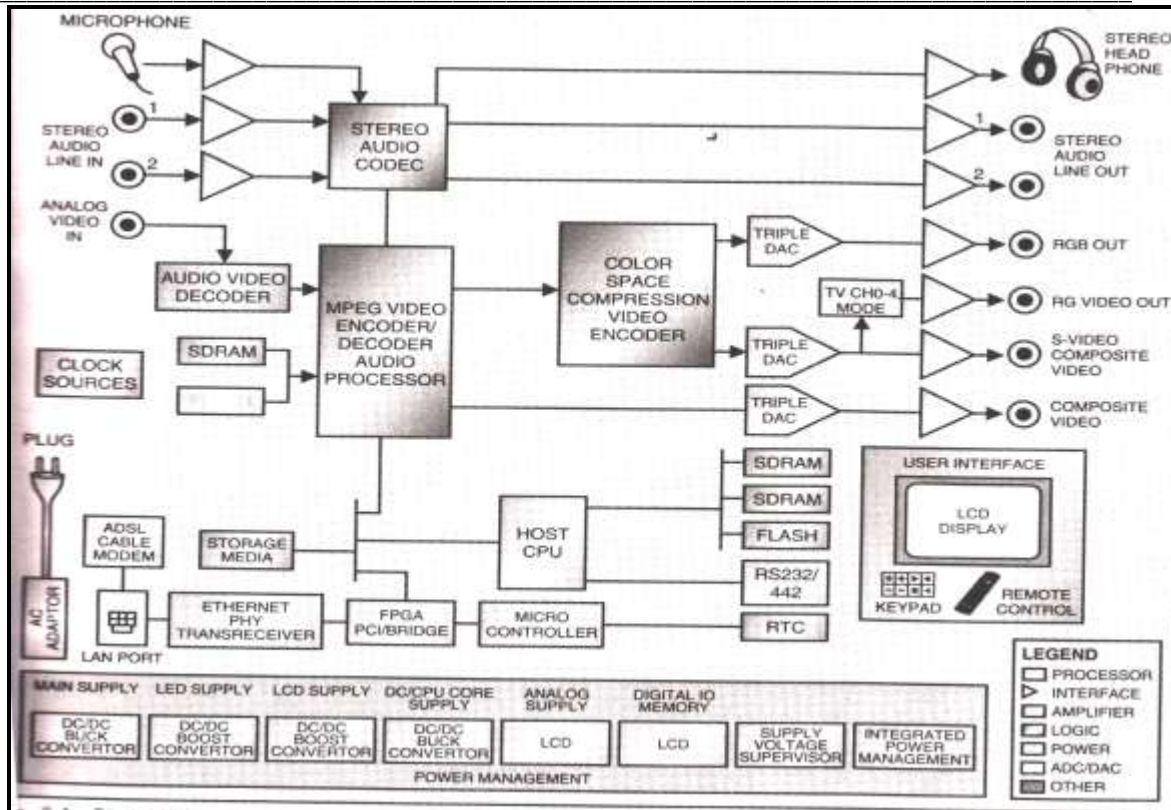 MICROPHONE
STEREO
HEAD
PHONE
1
STEREO
AUDIO
LINE IN
2
STEREO
AUDIO
CODEC
1
STEREO
AUDIO
LINE OUT
2
ANALOG
VIDEO
IN
AUDIO VIDEO
DECODER
MPEG VIDEO
ENCODER/
DECODER
AUDIO
PROCESSOR
COLOR
SPACE
COMPRESSION
VIDEO
ENCODER
TRIPLE
DAC
RGB OUT
TV CH0-4
MODE
RG VIDEO OUT
TRIPLE
DAC
S-VIDEO
COMPOSITE
VIDEO
TRIPLE
DAC
COMPOSITE
VIDEO
CLOCK
SOURCES
SDRAM
PLUG
AC
ADAPTOR
ADSL
CABLE
MODEM
LAN PORT
STORAGE
MEDIA
ETHERNET
PHY
TRANSRECEIVER
FPGA
PCI/BRIDGE
HOST
CPU
MICRO
CONTROLLER
SDRAM
SDRAM
FLASH
RS232/
442
RTC
USER INTERFACE
LCD
DISPLAY
KEYPAD
REMOTE
CONTROL
MAIN SUPPLY
DC/DC
BUCK
CONVERTOR
LED SUPPLY
DC/DC
BOOST
CONVERTOR
LCD SUPPLY
DC/DC
BOOST
CONVERTOR
DC/CPU CORE
SUPPLY
DC/DC
BUCK
CONVERTOR
ANALOG
SUPPLY
LCD
DIGITAL IO
MEMORY
LCD
SUPPLY
VOLTAGE
SUPERVISOR
INTEGRATED
POWER
MANAGEMENT
POWER MANAGEMENT
LEGEND
PROCESSOR
INTERFACE
AMPLIFIER
LOGIC
POWER
ADC/DAC
OTHER